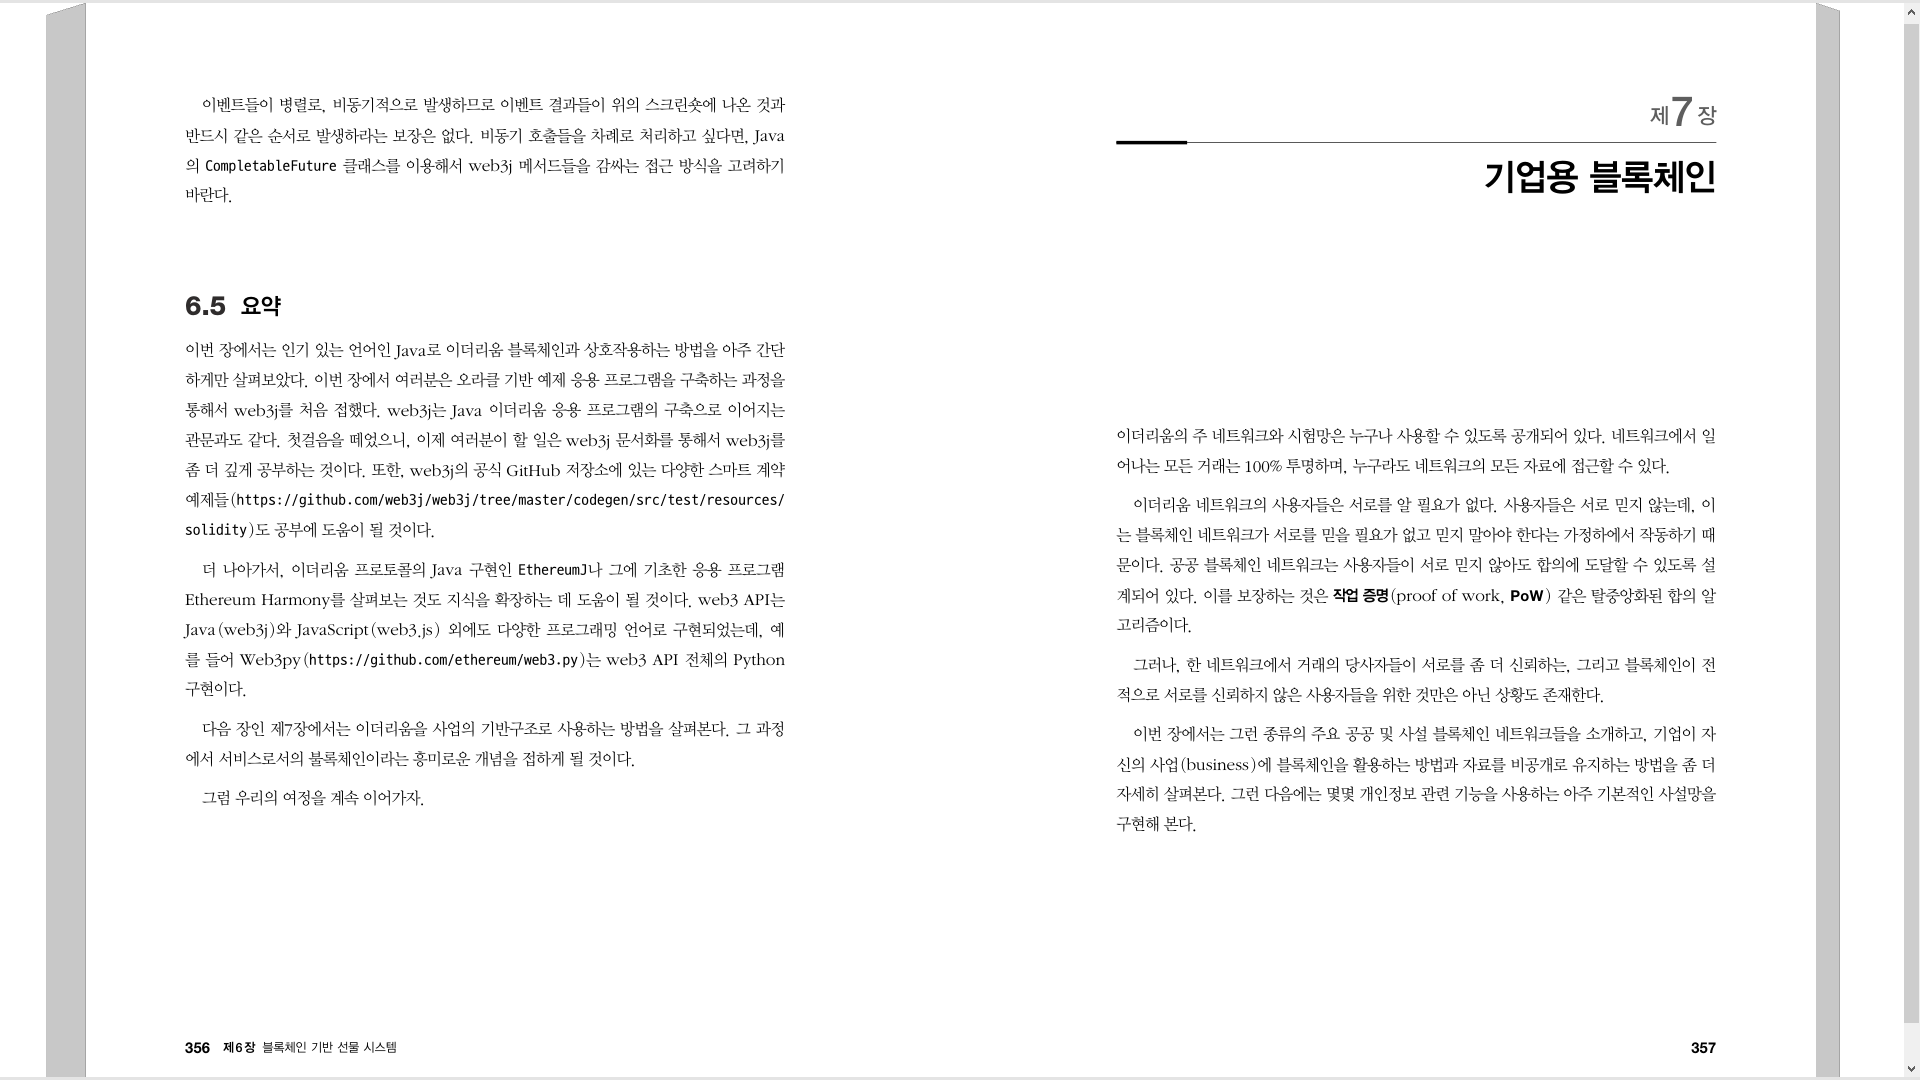 이벤트들이 병렬로, 비동기적으로 발생하므로 이벤트 결과들이 위의 스크린숏에 나온 것과
반드시 같은 순서로 발생하라는 보장은 없다. 비동기 호출들을 차례로 처리하고 싶다면, Java
의 CompletableFuture 클래스를 이용해서 web3j 메서드들을 감싸는 접근 방식을 고려하기
바란다.
6.5 요약
이번 장에서는 인기 있는 언어인 Java로 이더리움 블록체인과 상호작용하는 방법을 아주 간단
하게만 살펴보았다. 이번 장에서 여러분은 오라클 기반 예제 응용 프로그램을 구축하는 과정을
통해서 web3j를 처음 접했다. web3j는 Java 이더리움 응용 프로그램의 구축으로 이어지는
관문과도 같다. 첫걸음을 떼었으니, 이제 여러분이 할 일은 web3j 문서화를 통해서 web3j를
좀 더 깊게 공부하는 것이다. 또한, web3j의 공식 GitHub 저장소에 있는 다양한 스마트 계약
예제들(https://github.com/web3j/web3j/tree/master/codegen/src/test/resources/
solidity)도 공부에 도움이 될 것이다.
더 나아가서, 이더리움 프로토콜의 Java 구현인 EthereumJ나 그에 기초한 응용 프로그램
Ethereum Harmony를 살펴보는 것도 지식을 확장하는 데 도움이 될 것이다. web3 API는
Java(web3j)와 JavaScript(web3.js) 외에도 다양한 프로그래밍 언어로 구현되었는데, 예
를 들어 Web3py(https://github.com/ethereum/web3.py)는 web3 API 전체의 Python
구현이다.
다음 장인 제7장에서는 이더리움을 사업의 기반구조로 사용하는 방법을 살펴본다. 그 과정
에서 서비스로서의 블록체인이라는 흥미로운 개념을 접하게 될 것이다.
그럼 우리의 여정을 계속 이어가자.
356 제6장 블록체인 기반 선물 시스템
제7장
기업용 블록체인
이더리움의 주 네트워크와 시험망은 누구나 사용할 수 있도록 공개되어 있다. 네트워크에서 일
어나는 모든 거래는 100% 투명하며, 누구라도 네트워크의 모든 자료에 접근할 수 있다.
이더리움 네트워크의 사용자들은 서로를 알 필요가 없다. 사용자들은 서로 믿지 않는데, 이
는 블록체인 네트워크가 서로를 믿을 필요가 없고 믿지 말아야 한다는 가정하에서 작동하기 때
문이다. 공공 블록체인 네트워크는 사용자들이 서로 믿지 않아도 합의에 도달할 수 있도록 설
계되어 있다. 이를 보장하는 것은 작업 증명(proof of work, PoW) 같은 탈중앙화된 합의 알
고리즘이다.
그러나, 한 네트워크에서 거래의 당사자들이 서로를 좀 더 신뢰하는, 그리고 블록체인이 전
적으로 서로를 신뢰하지 않은 사용자들을 위한 것만은 아닌 상황도 존재한다.
이번 장에서는 그런 종류의 주요 공공 및 사설 블록체인 네트워크들을 소개하고, 기업이 자
신의 사업(business)에 블록체인을 활용하는 방법과 자료를 비공개로 유지하는 방법을 좀 더
자세히 살펴본다. 그런 다음에는 몇몇 개인정보 관련 기능을 사용하는 아주 기본적인 사설망을
구현해 본다.
357